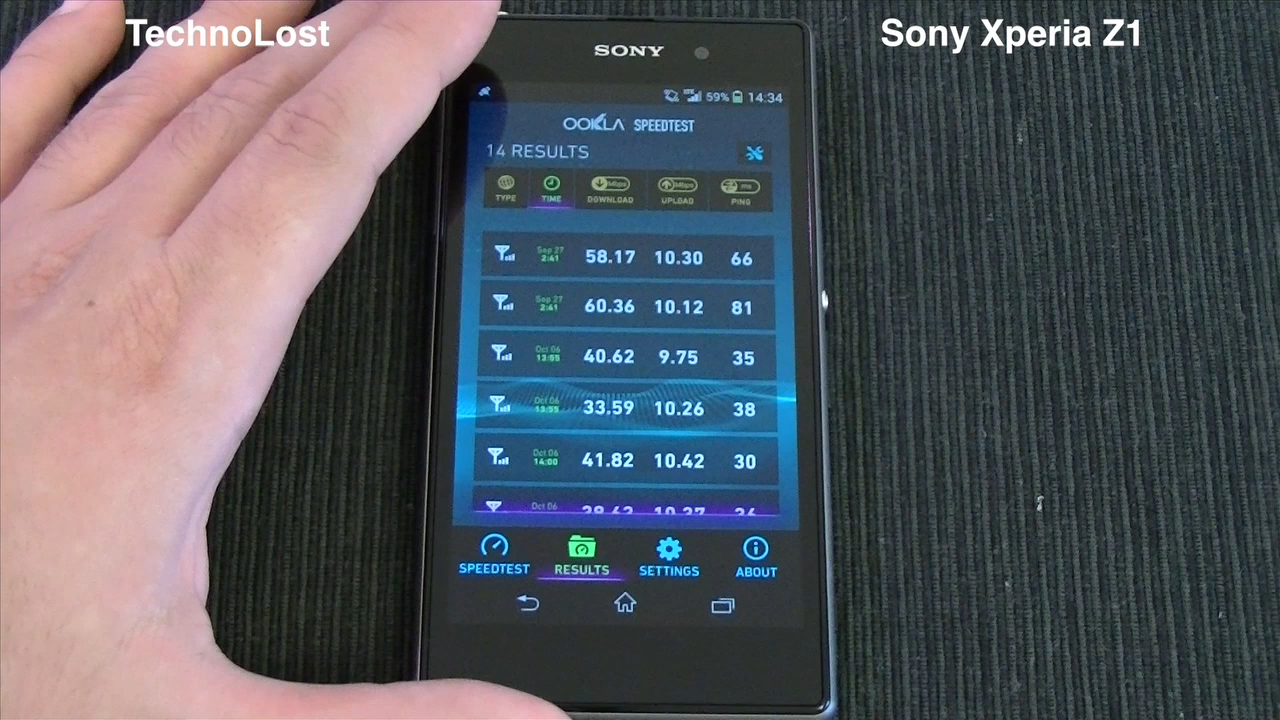 TechnoLost
Sony Xperia Z1
SONY
59% 14:34
OOKLA SPEEDTEST
14 RESULTS
TYPE TIME Mbps DOWNLOAD Mbps UPLOAD ms PING
Sep 27 2:41 58.17 10.30 66
Sep 27 2:41 60.36 10.12 81
Oct 06 13:55 40.62 9.75 35
Oct 06 13:55 33.59 10.26 38
Oct 06 14:00 41.82 10.42 30
Oct 06
SPEEDTEST RESULTS SETTINGS ABOUT